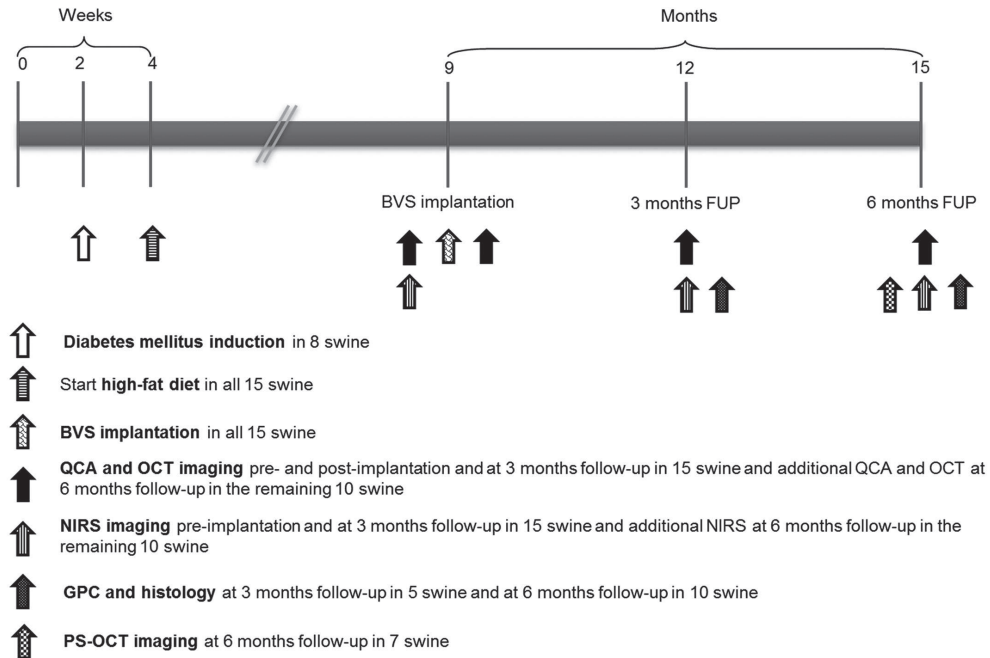 Weeks Months
0 2 4 9 12 15
BVS implantation 3 months FUP 6 months FUP
Diabetes mellitus induction in 8 swine
Start high-fat diet in all 15 swine
BVS implantation in all 15 swine
QCA and OCT imaging pre- and post-implantation and at 3 months follow-up in 15 swine and additional QCA and OCT at
6 months follow-up in the remaining 10 swine
NIRS imaging pre-implantation and at 3 months follow-up in 15 swine and additional NIRS at 6 months follow-up in the
remaining 10 swine
GPC and histology at 3 months follow-up in 5 swine and at 6 months follow-up in 10 swine
PS-OCT imaging at 6 months follow-up in 7 swine